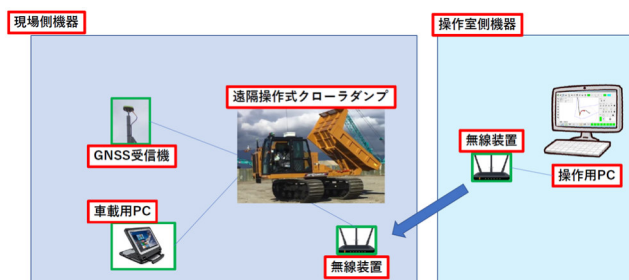 現場側機器
操作室側機器
遠隔操作式クローラダンプ
GNSS受信機
無線装置
操作用PC
車載用PC
無線装置